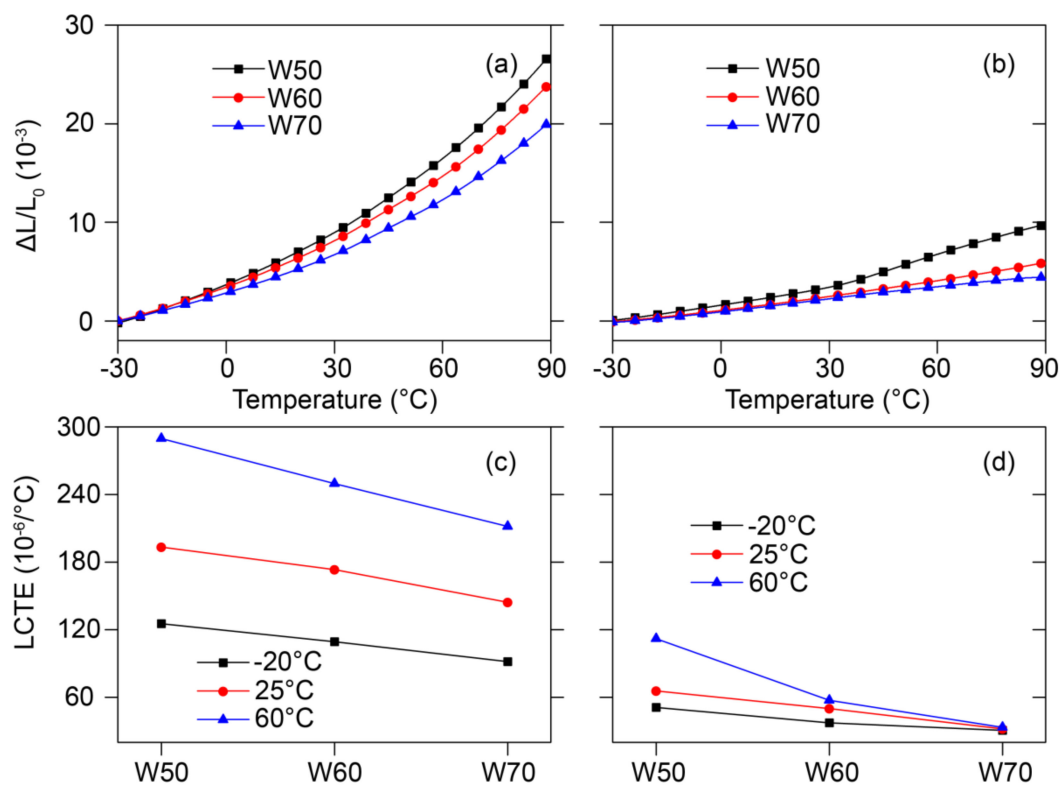 30
20
10
0
ΔL/L₀ (10⁻³)
W50
W60
W70
(a)
-30 0 30 60 90
Temperature (°C)
W50
W60
W70
(b)
-30 0 30 60 90
Temperature (°C)
300
240
180
120
60
LCTE (10⁻⁶/°C)
(c)
-20°C
25°C
60°C
W50 W60 W70
(d)
-20°C
25°C
60°C
W50 W60 W70